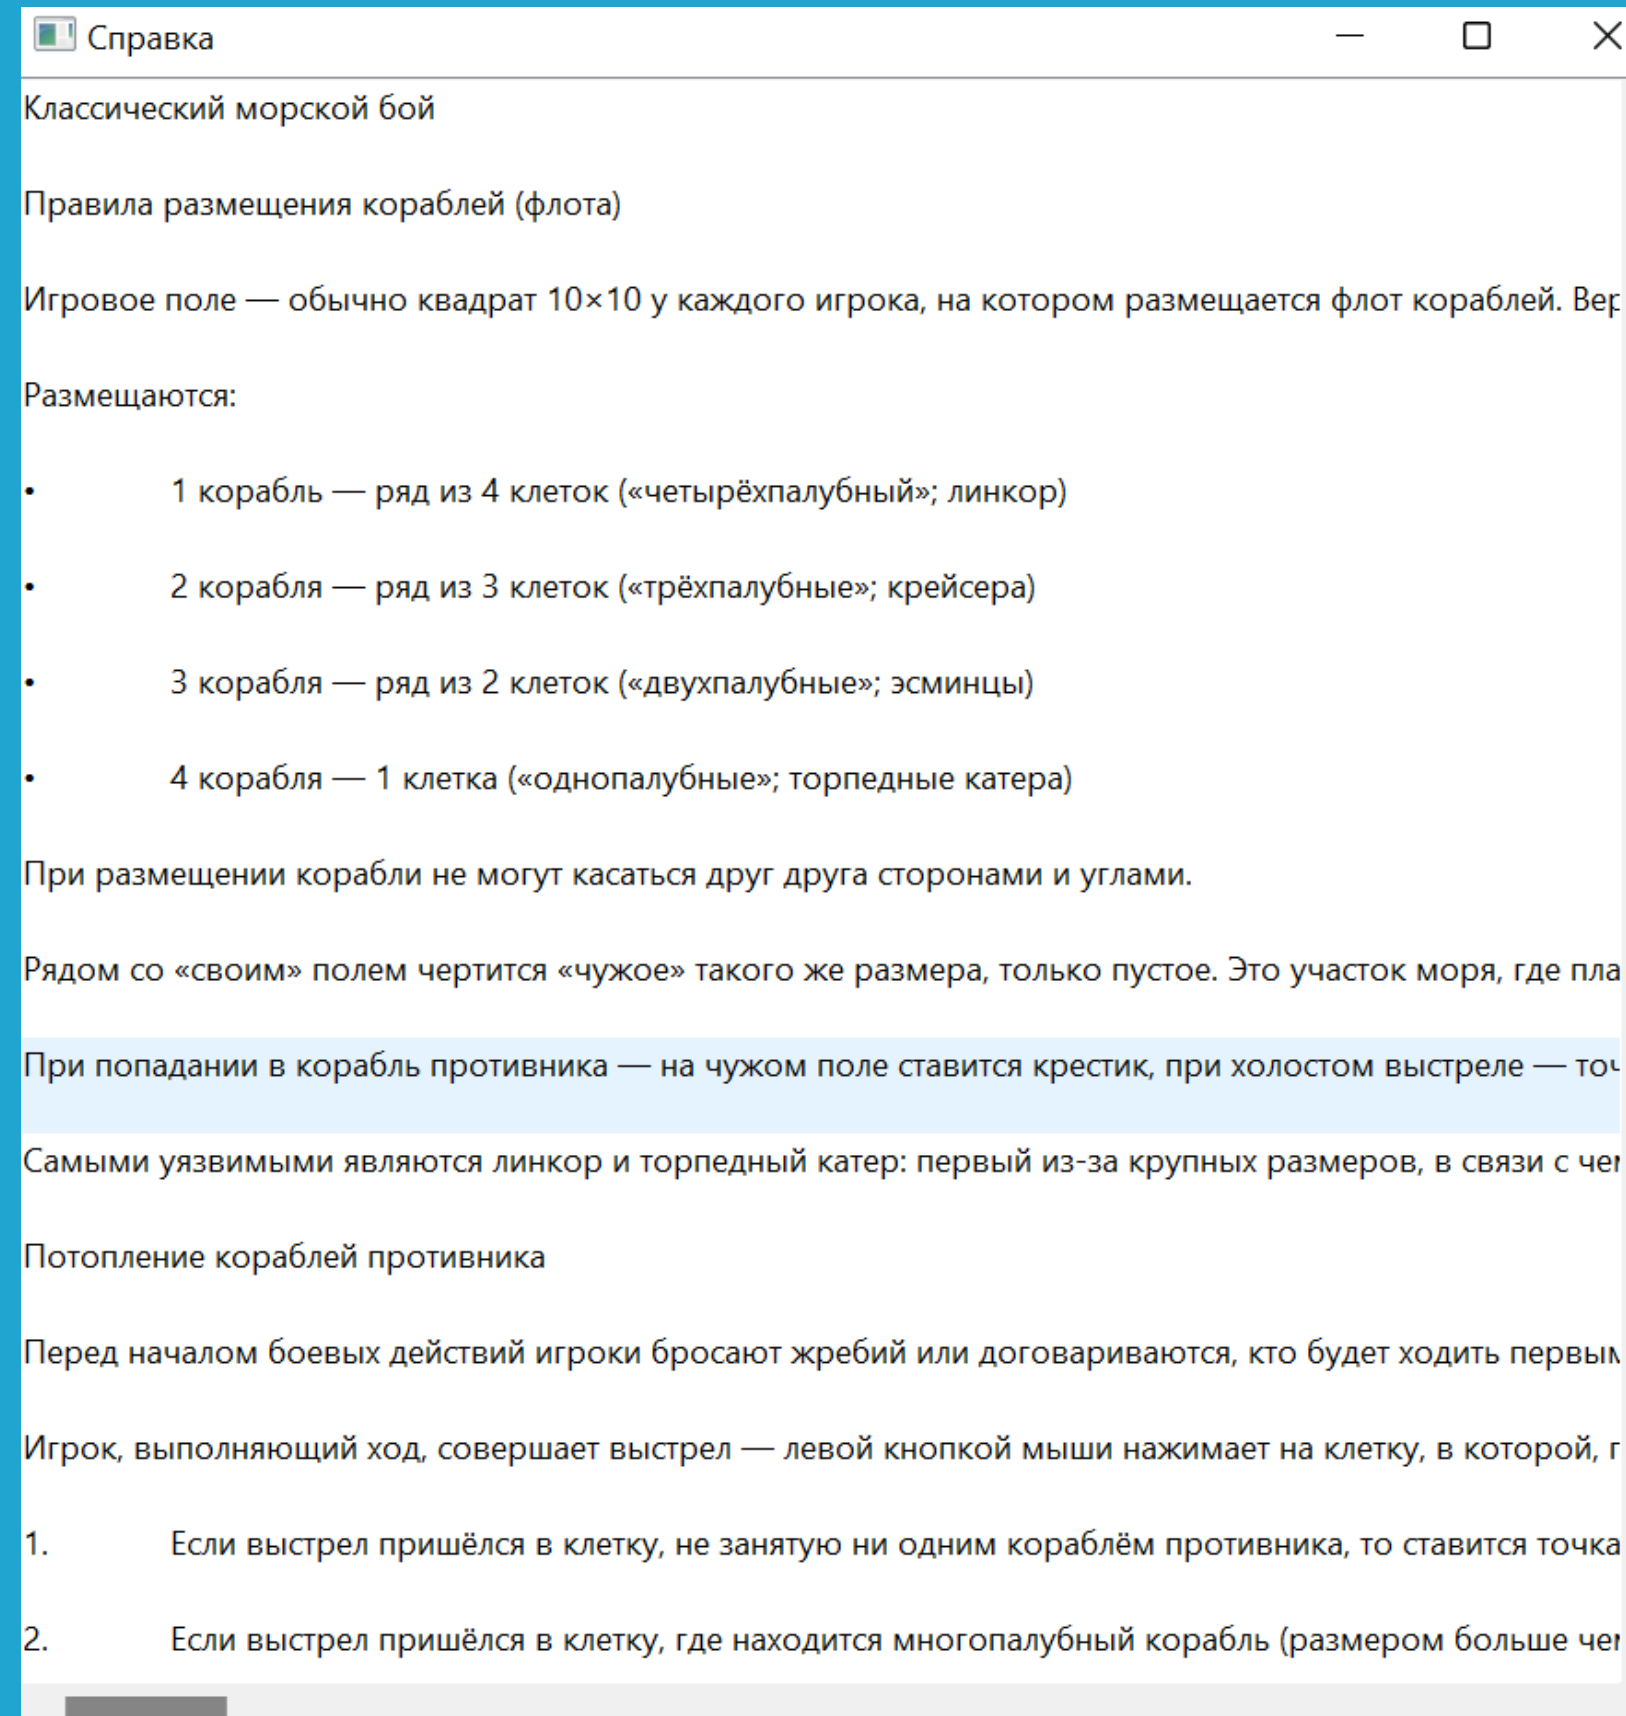 Справка
Классический морской бой
Правила размещения кораблей (флота)
Игровое поле — обычно квадрат 10×10 у каждого игрока, на котором размещается флот кораблей.
Размещаются:
• 1 корабль — ряд из 4 клеток («четырёхпалубный»; линкор)
• 2 корабля — ряд из 3 клеток («трёхпалубные»; крейсера)
• 3 корабля — ряд из 2 клеток («двухпалубные»; эсминцы)
• 4 корабля — 1 клетка («однопалубные»; торпедные катера)
При размещении корабли не могут касаться друг друга сторонами и углами.
Рядом со «своим» полем чертится «чужое» такого же размера, только пустое. Это участок моря, где пла
При попадании в корабль противника — на чужом поле ставится крестик, при холостом выстреле —
Самыми уязвимыми являются линкор и торпедный катер: первый из-за крупных размеров, в связи с
Потопление кораблей противника
Перед началом боевых действий игроки бросают жребий или договариваются, кто будет ходить
Игрок, выполняющий ход, совершает выстрел — левой кнопкой мыши нажимает на клетку, в которой,
1. Если выстрел пришёлся в клетку, не занятую ни одним кораблём противника, то ставится точка
2. Если выстрел пришёлся в клетку, где находится многопалубный корабль (размером больше